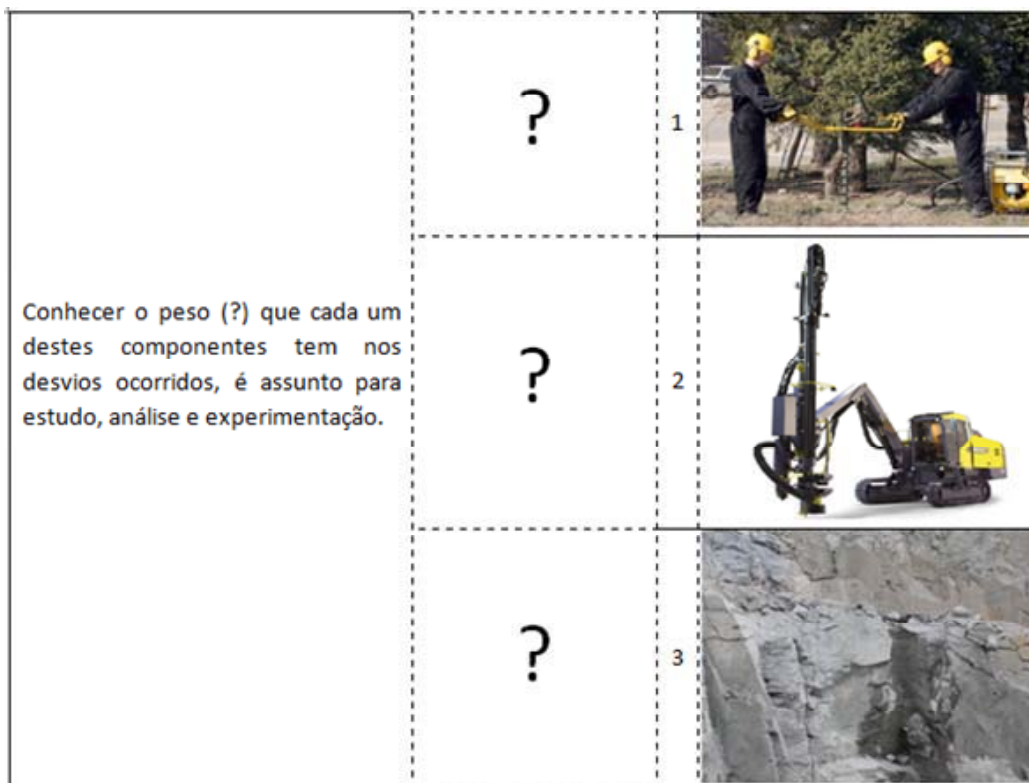 ?
1
Conhecer o peso (?) que cada um
destes componentes tem nos
desvios ocorridos, é assunto para
estudo, análise e experimentação.
?
2
?
3